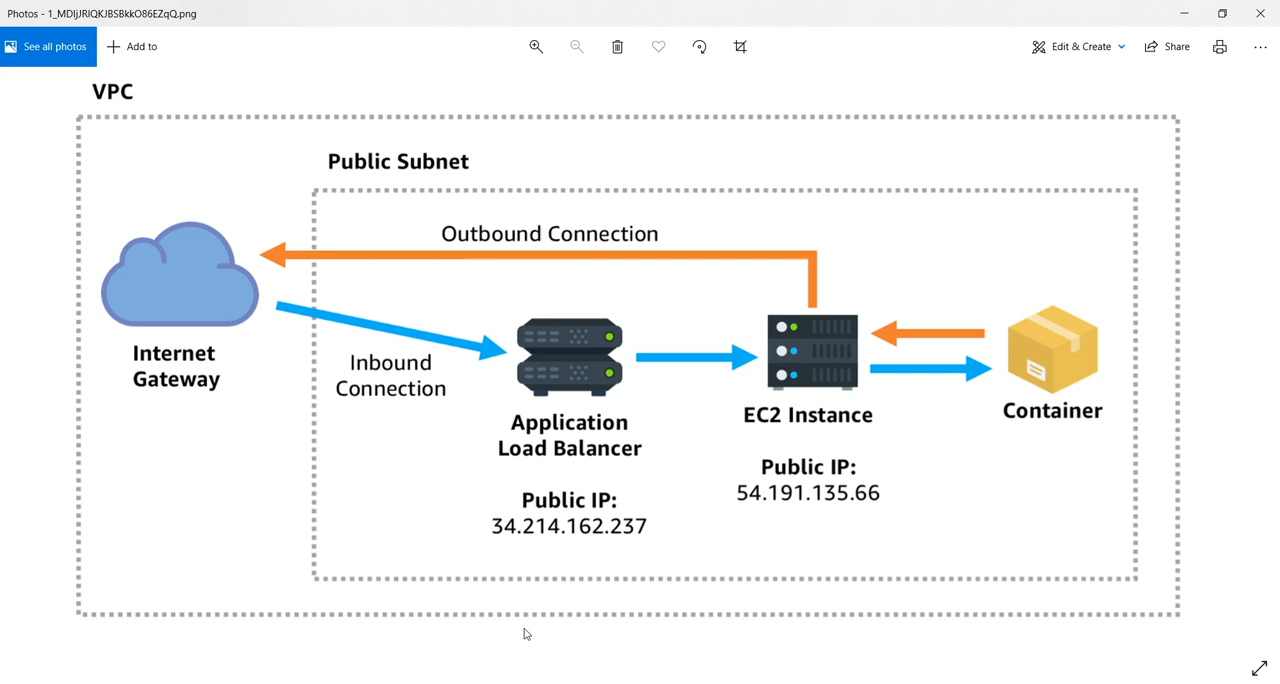 Photos - 1_MDIjJRlQKJBSBkkO86EZqQ.png
See all photos
Add to
Edit & Create
Share
VPC
Public Subnet
Outbound Connection
Internet
Gateway
Inbound
Connection
Application
Load Balancer
Public IP:
34.214.162.237
EC2 Instance
Public IP:
54.191.135.66
Container